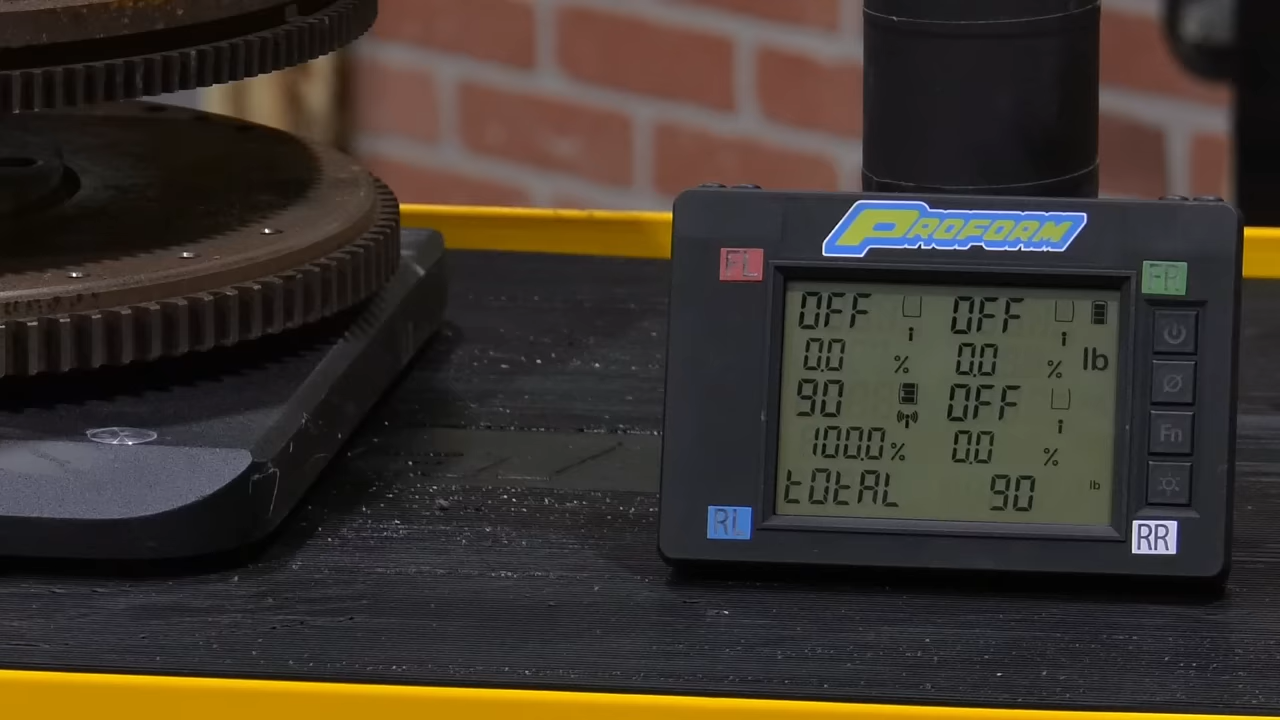 PROFORM
FL
FR
OFF OFF
0.0 % 0.0 % lb
90 OFF
100.0 % 0.0 %
tOtAL 90 lb
Fn
RL
RR